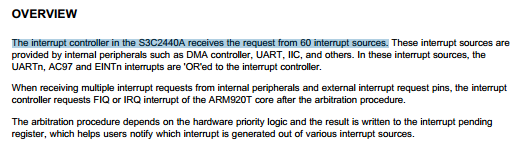 OVERVIEW
The interrupt controller in the S3C2440A receives the request from 60 interrupt sources. These interrupt sources are
provided by internal peripherals such as DMA controller, UART, IIC, and others. In these interrupt sources, the
UARTn, AC97 and EINTn interrupts are 'OR'ed to the interrupt controller.
When receiving multiple interrupt requests from internal peripherals and external interrupt request pins, the interrupt
controller requests FIQ or IRQ interrupt of the ARM920T core after the arbitration procedure.
The arbitration procedure depends on the hardware priority logic and the result is written to the interrupt pending
register, which helps users notify which interrupt is generated out of various interrupt sources.